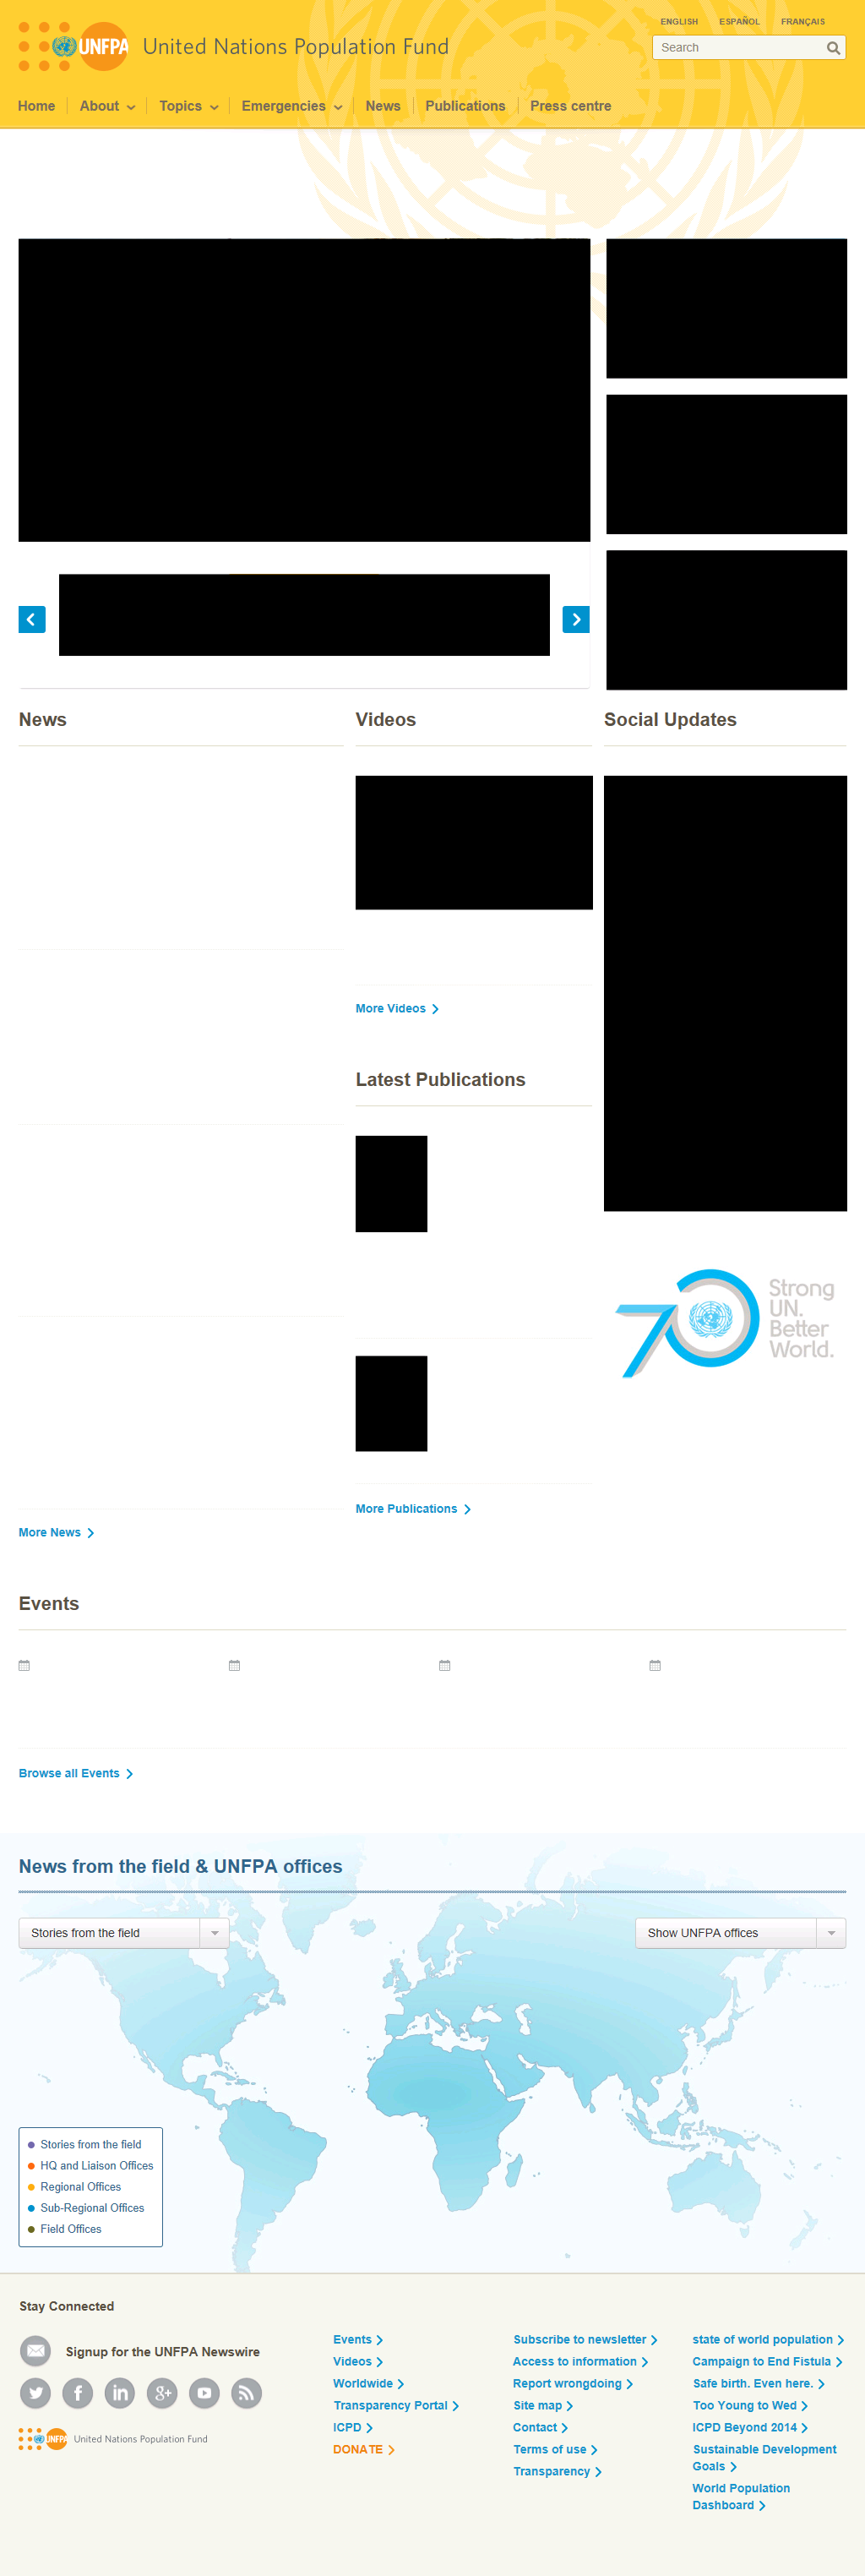 ENGLISH ESPAÑOL FRANÇAIS
UNFPA United Nations Population Fund
Search
Home About Topics Emergencies News Publications Press centre
News
Videos
Social Updates
More Videos
Latest Publications
Strong
UN.
Better
World.
70
More Publications
More News
Events
Browse all Events
News from the field & UNFPA offices
Stories from the field
Show UNFPA offices
Stories from the field
HQ and Liaison Offices
Regional Offices
Sub-Regional Offices
Field Offices
Stay Connected
Signup for the UNFPA Newswire
UNFPA United Nations Population Fund
Events
Videos
Worldwide
Transparency Portal
ICPD
DONATE
Subscribe to newsletter
Access to information
Report wrongdoing
Site map
Contact
Terms of use
Transparency
state of world population
Campaign to End Fistula
Safe birth. Even here.
Too Young to Wed
ICPD Beyond 2014
Sustainable Development
Goals
World Population
Dashboard